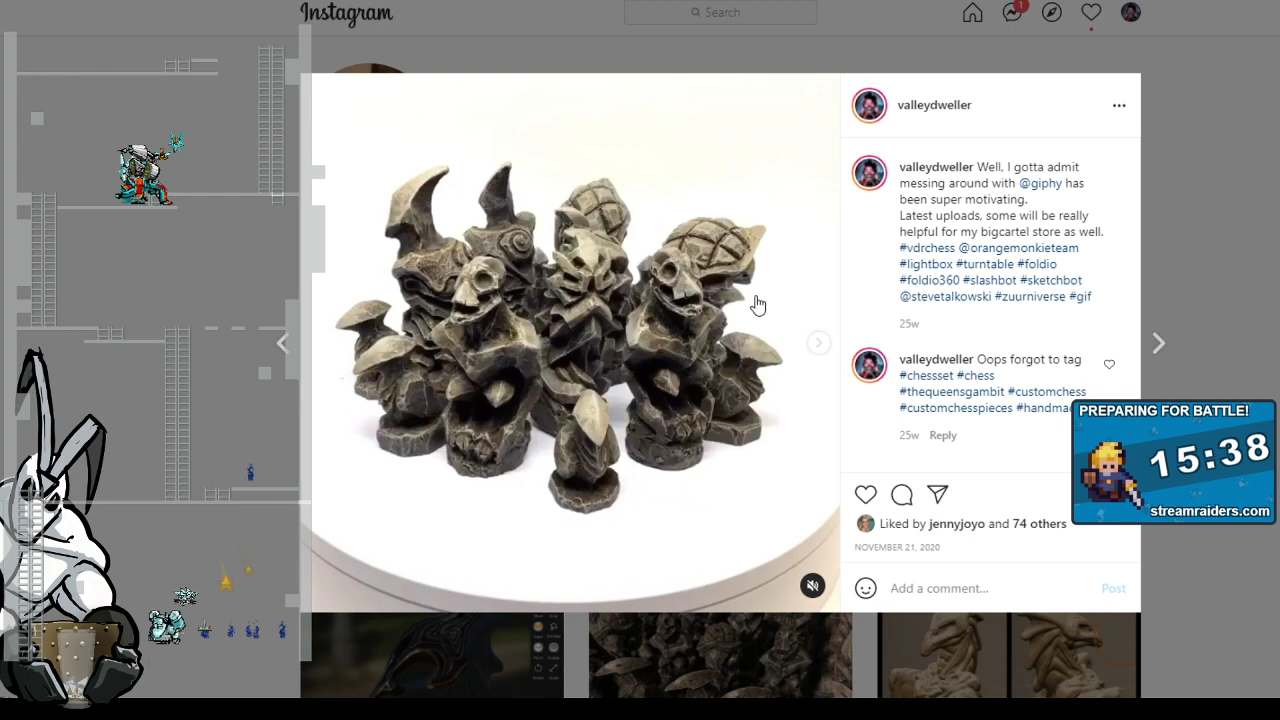 Instagram
Search
1
valleydweller
valleydweller Well, I gotta admit
messing around with @giphy has
been super motivating.
Latest uploads, some will be really
helpful for my bigcartel store as well.
#vdrchess @orangemonkieteam
#lightbox #turntable #foldio
#foldio360 #slashbot #sketchbot
@stevetalkowski #zuurniverse #gif
25w
valleydweller Oops forgot to tag
#chessset #chess
#thequeensgambit #customchess
#customchesspieces
25w Reply
PREPARING FOR BATTLE!
15:38
streamraiders.com
Liked by jennyjoyo and 74 others
NOVEMBER 21, 2020
Add a comment... Post